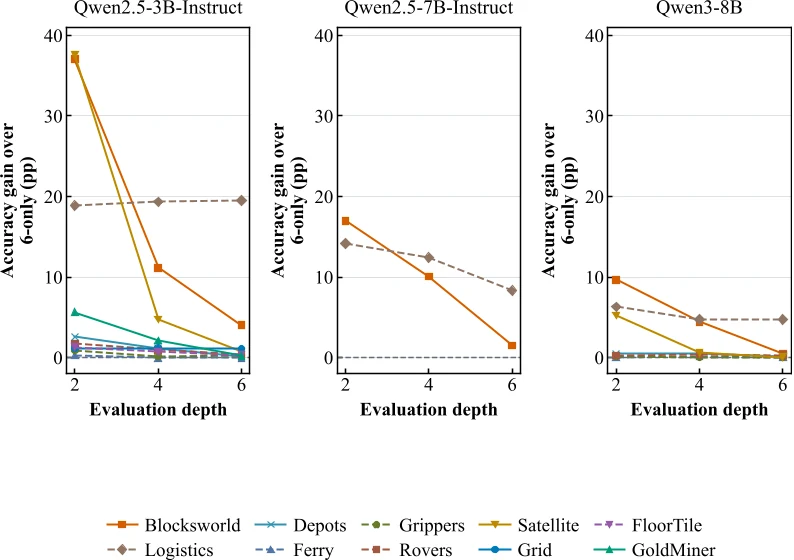 Qwen2.5-3B-Instruct Qwen2.5-7B-Instruct Qwen3-8B
Accuracy gain over
6-only (pp)
40
30
20
10
0
2 4 6
Evaluation depth
Accuracy gain over
6-only (pp)
40
30
20
10
0
2 4 6
Evaluation depth
Accuracy gain over
6-only (pp)
40
30
20
10
0
2 4 6
Evaluation depth
Blocksworld Depots Grippers Satellite FloorTile
Logistics Ferry Rovers Grid GoldMiner